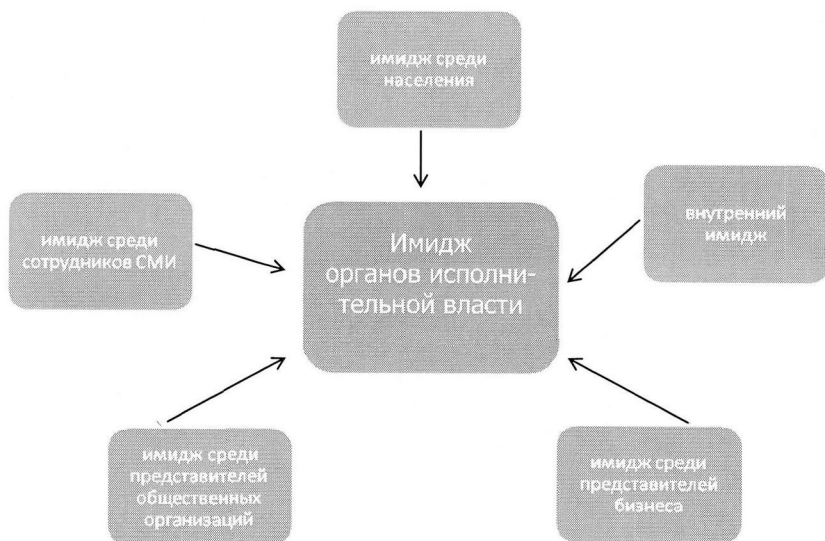 имидж среди
населения
имидж среди
сотрудников СМИ
Имидж
органов исполни-
тельной власти
внутренний
имидж
имидж среди
представителей
общественных
организаций
имидж среди
представителей
бизнеса